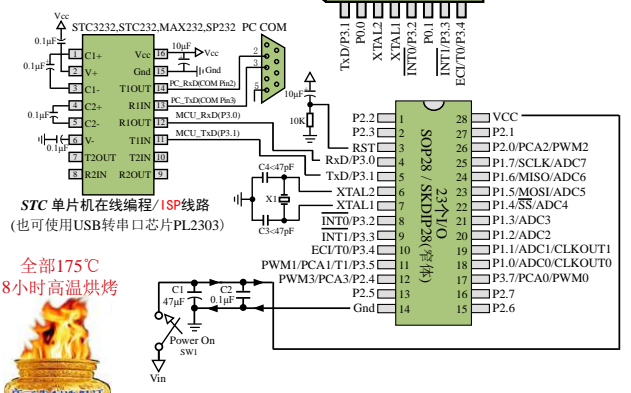 Vcc
0.1μF
STC3232,STC232,MAX232,SP232 PC COM
1 C1+ Vcc 16
10μF
Vcc
0.1μF
2 V+ Gnd 15
Gnd
3 C1- T1OUT 14
PC_RxD(COM Pin2)
2
4 C2+ R1IN 13
PC_TxD(COM Pin3)
3
0.1μF
5 C2- R1OUT 12
MCU_RxD(P3.0)
5
6 V- T1IN 11
MCU_TxD(P3.1)
0.1μF
7 T2OUT T2IN 10
8 R2IN R2OUT 9
STC 单片机在线编程/ISP线路
(也可使用USB转串口芯片PL2303)
TxD/P3.1
P0.0
XTAL2
XTAL1
INT0/P3.2
P0.1
INT1/P3.3
ECI/T0/P3.4
10μF
10K
C4<47pF
X1
C3<47pF
P2.2 1
P2.3 2
RST 3
RxD/P3.0 4
TxD/P3.1 5
XTAL2 6
XTAL1 7
INT0/P3.2 8
INT1/P3.3 9
ECI/T0/P3.4 10
PWM1/PCA1/T1/P3.5 11
PWM3/PCA3/P2.4 12
P2.5 13
Gnd 14
23个I/O
SOP28 / SKDIP28(窄体)
28 VCC
27 P2.1
26 P2.0/PCA2/PWM2
25 P1.7/SCLK/ADC7
24 P1.6/MISO/ADC6
23 P1.5/MOSI/ADC5
22 P1.4/SS/ADC4
21 P1.3/ADC3
20 P1.2/ADC2
19 P1.1/ADC1/CLKOUT1
18 P1.0/ADC0/CLKOUT0
17 P3.7/PCA0/PWM0
16 P2.7
15 P2.6
C1
47μF
C2
0.1μF
Power On
SW1
Vin
全部175℃
8小时高温烘烤